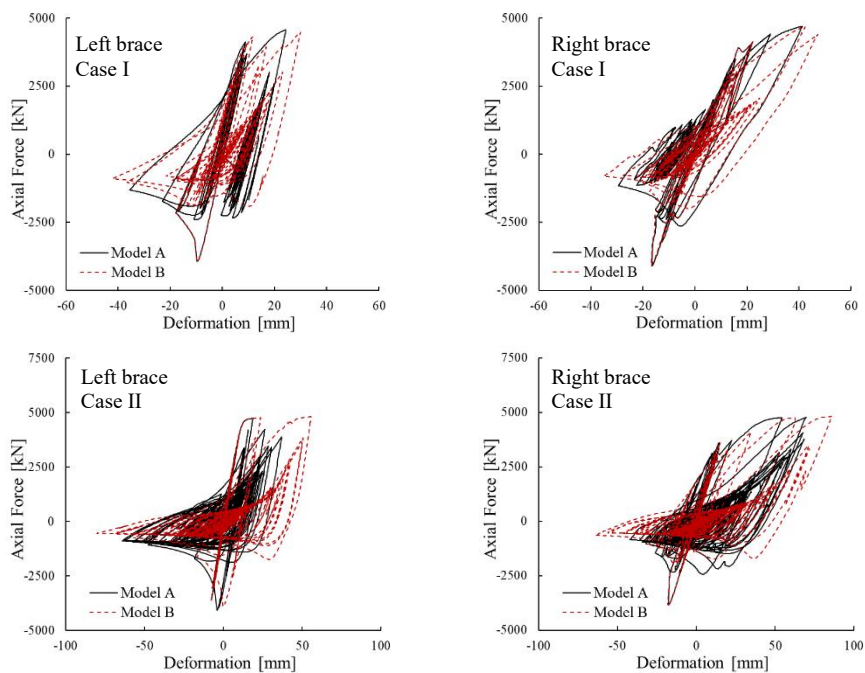 Left brace
Case I
5000
2500
0
-2500
-5000
Axial Force [kN]
Model A
Model B
-60 -40 -20 0 20 40 60
Deformation [mm]
Right brace
Case I
5000
2500
0
-2500
-5000
Axial Force [kN]
Model A
Model B
-60 -40 -20 0 20 40 60
Deformation [mm]
Left brace
Case II
7500
5000
2500
0
-2500
-5000
Axial Force [kN]
Model A
Model B
-100 -50 0 50 100
Deformation [mm]
Right brace
Case II
7500
5000
2500
0
-2500
-5000
Axial Force [kN]
Model A
Model B
-100 -50 0 50 100
Deformation [mm]